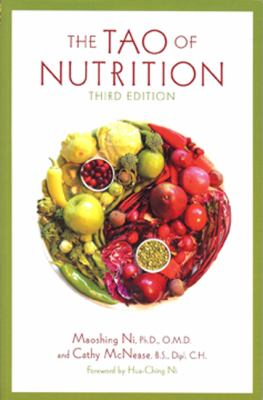 THE TAO OF
NUTRITION
THIRD EDITION
Maoshing Ni, Ph.D., O.M.D.
and Cathy McNease, B.S., Dipl. C.H.
Foreword by Hua-Ching Ni